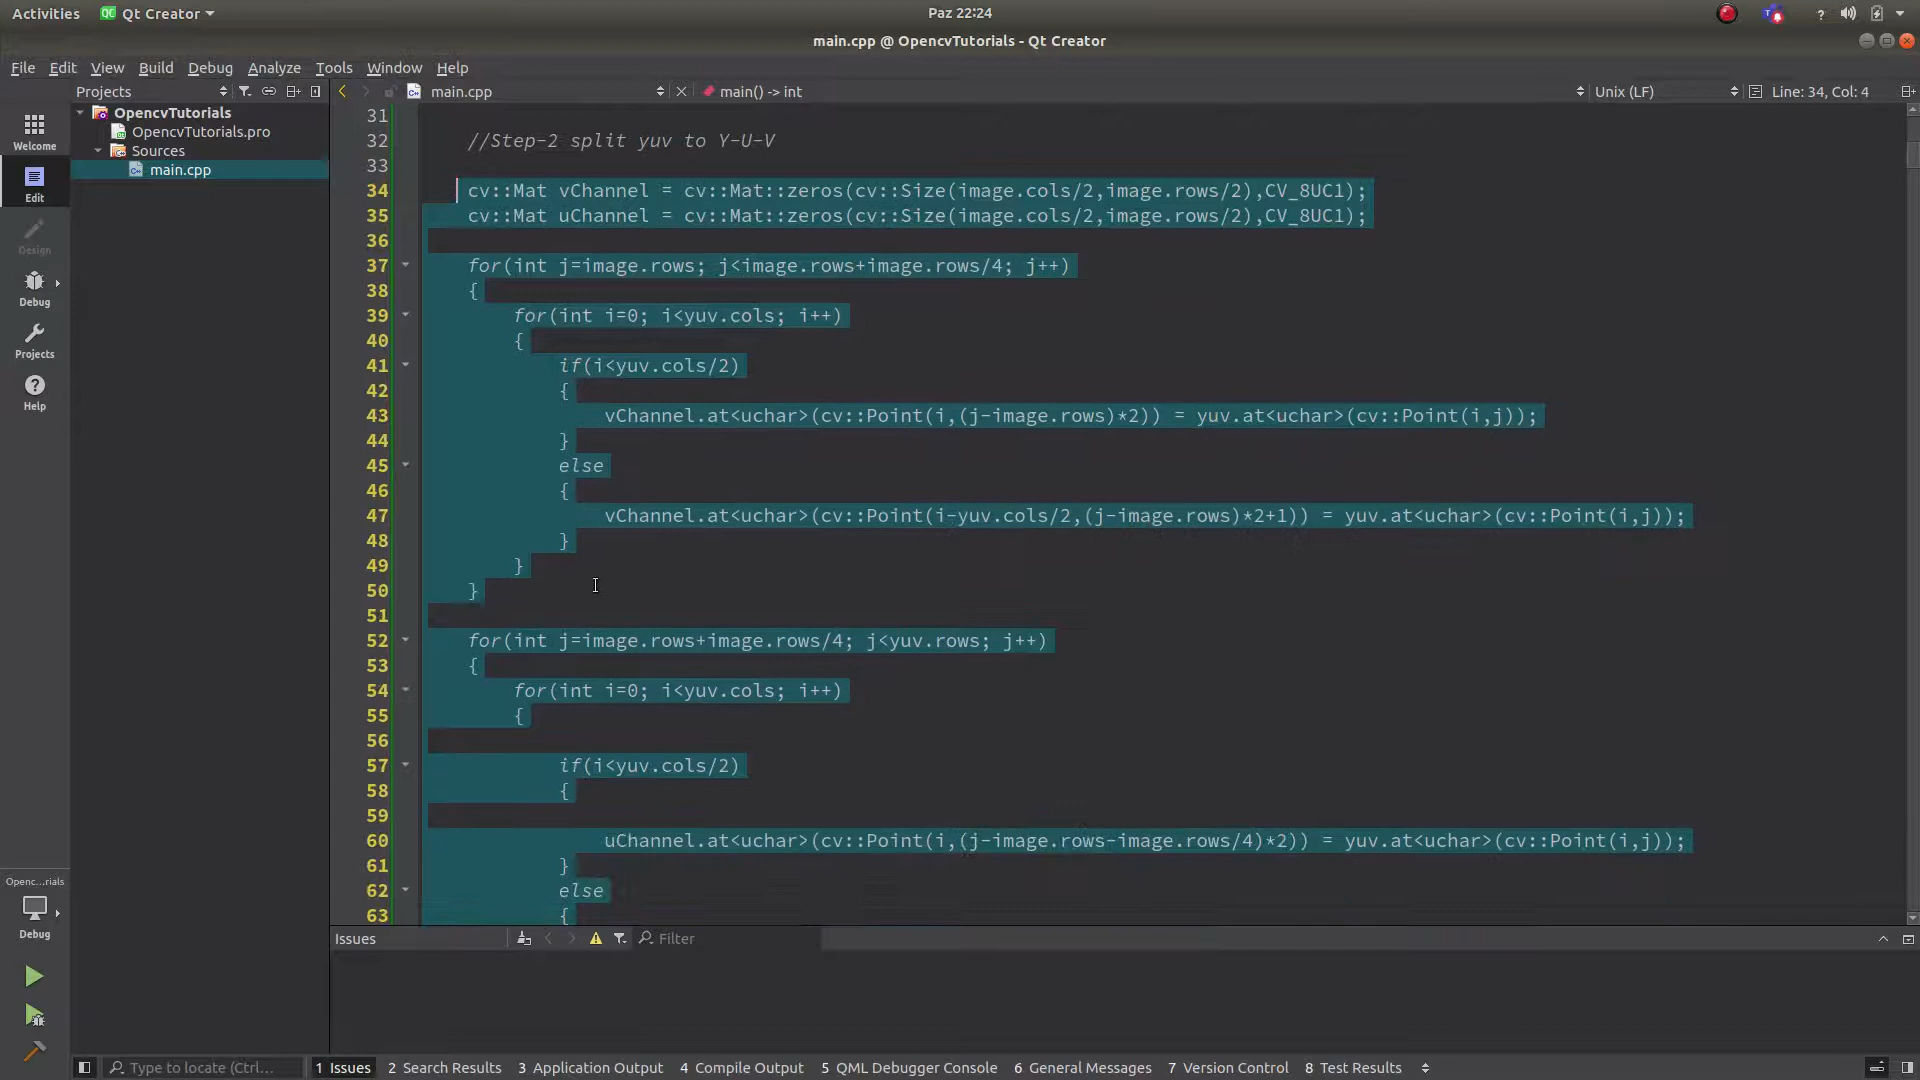 Activities Qt Creator Paz 22:24
main.cpp @ OpencvTutorials - Qt Creator
File Edit View Build Debug Analyze Tools Window Help
Projects main.cpp main() -> int Unix (LF) Line: 34, Col: 4
OpencvTutorials
OpencvTutorials.pro
Sources
main.cpp
Welcome
Edit
Design
Debug
Projects
Help
Openc...rials
Debug
31
32 //Step-2 split yuv to Y-U-V
33
34 cv::Mat vChannel = cv::Mat::zeros(cv::Size(image.cols/2,image.rows/2),CV_8UC1);
35 cv::Mat uChannel = cv::Mat::zeros(cv::Size(image.cols/2,image.rows/2),CV_8UC1);
36
37 for(int j=image.rows; j<image.rows+image.rows/4; j++)
38 {
39 for(int i=0; i<yuv.cols; i++)
40 {
41 if(i<yuv.cols/2)
42 {
43 vChannel.at<uchar>(cv::Point(i,(j-image.rows)*2)) = yuv.at<uchar>(cv::Point(i,j));
44 }
45 else
46 {
47 vChannel.at<uchar>(cv::Point(i-yuv.cols/2,(j-image.rows)*2+1)) = yuv.at<uchar>(cv::Point(i,j));
48 }
49 }
50 }
51
52 for(int j=image.rows+image.rows/4; j<yuv.rows; j++)
53 {
54 for(int i=0; i<yuv.cols; i++)
55 {
56
57 if(i<yuv.cols/2)
58 {
59
60 uChannel.at<uchar>(cv::Point(i,(j-image.rows-image.rows/4)*2)) = yuv.at<uchar>(cv::Point(i,j));
61 }
62 else
63 {
Issues Filter
Type to locate (Ctrl... 1 Issues 2 Search Results 3 Application Output 4 Compile Output 5 QML Debugger Console 6 General Messages 7 Version Control 8 Test Results